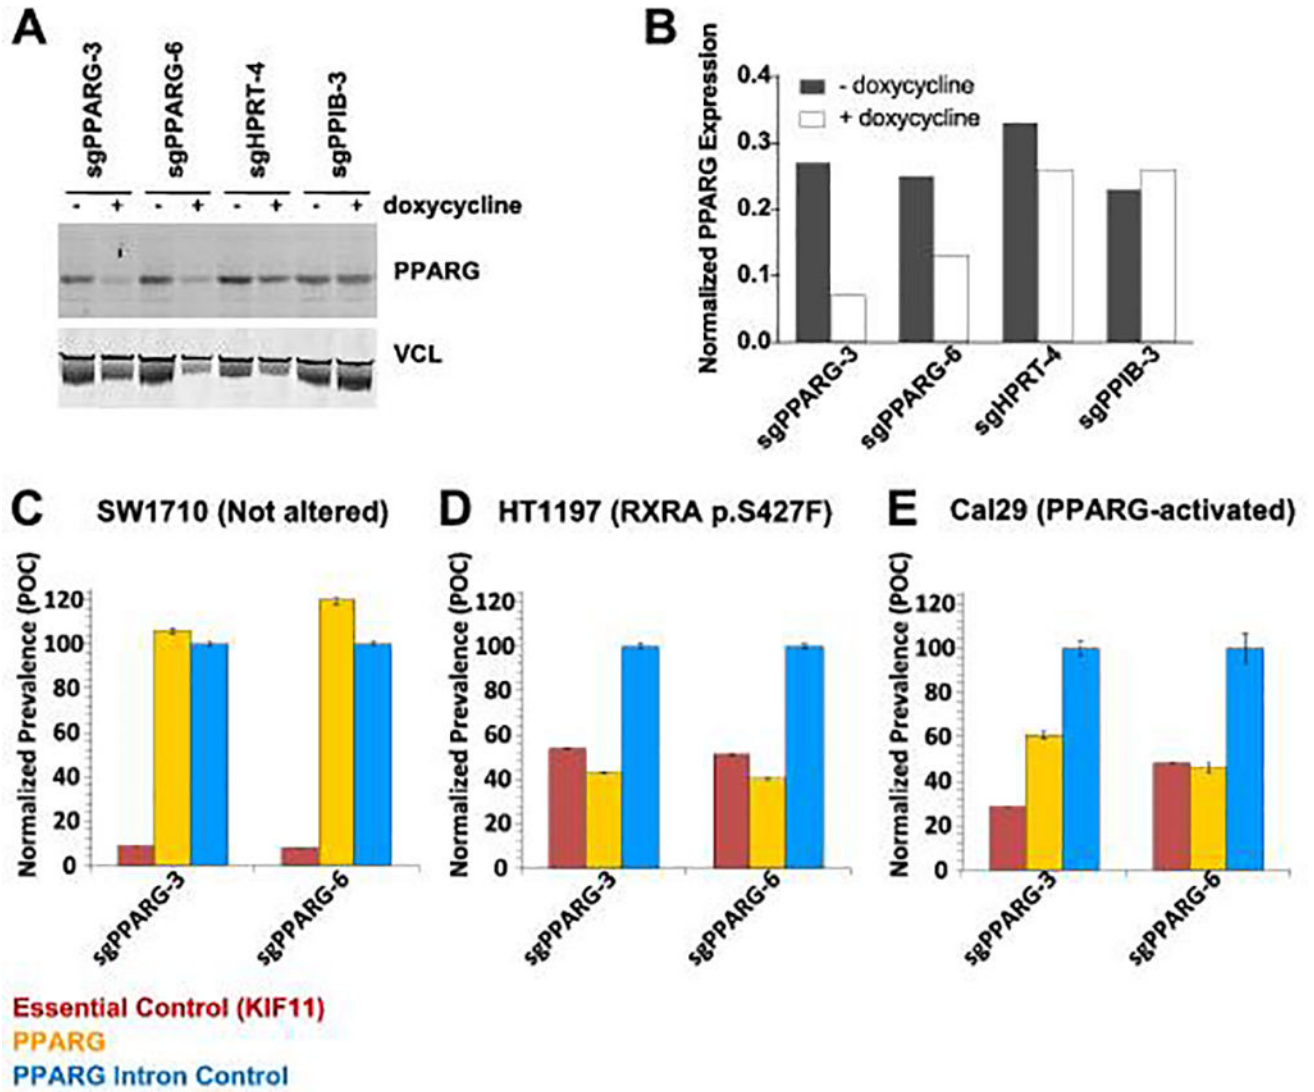 A
sgPPARG-3
sgPPARG-6
sgHPRT-4
sgPPIB-3
- + - + - + - + doxycycline
PPARG
VCL
B
Normalized PPARG Expression
0.4
0.3
0.2
0.1
0.0
- doxycycline
+ doxycycline
sgPPARG-3
sgPPARG-6
sgHPRT-4
sgPPIB-3
C SW1710 (Not altered)
Normalized Prevalence (POC)
120
100
80
60
40
20
0
sgPPARG-3
sgPPARG-6
D HT1197 (RXRA p.S427F)
Normalized Prevalence (POC)
120
100
80
60
40
20
0
sgPPARG-3
sgPPARG-6
E Cal29 (PPARG-activated)
Normalized Prevalence (POC)
120
100
80
60
40
20
0
sgPPARG-3
sgPPARG-6
Essential Control (KIF11)
PPARG
PPARG Intron Control